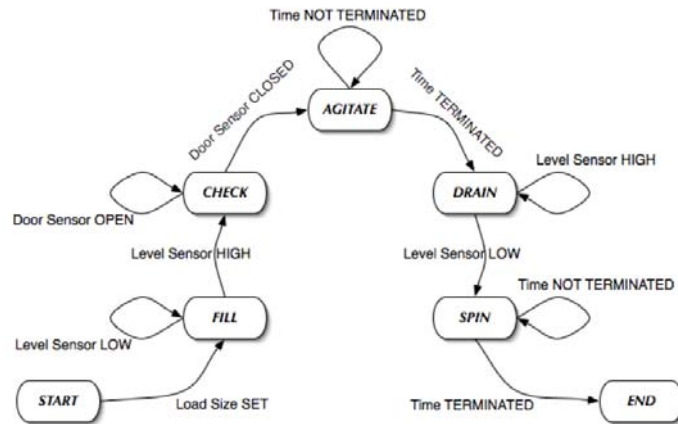 Time NOT TERMINATED
Door Sensor CLOSED
AGITATE
Time TERMINATED
Level Sensor HIGH
CHECK
DRAIN
Door Sensor OPEN
Level Sensor HIGH
Level Sensor LOW
Time NOT TERMINATED
FILL
SPIN
Level Sensor LOW
START
Load Size SET
Time TERMINATED
END